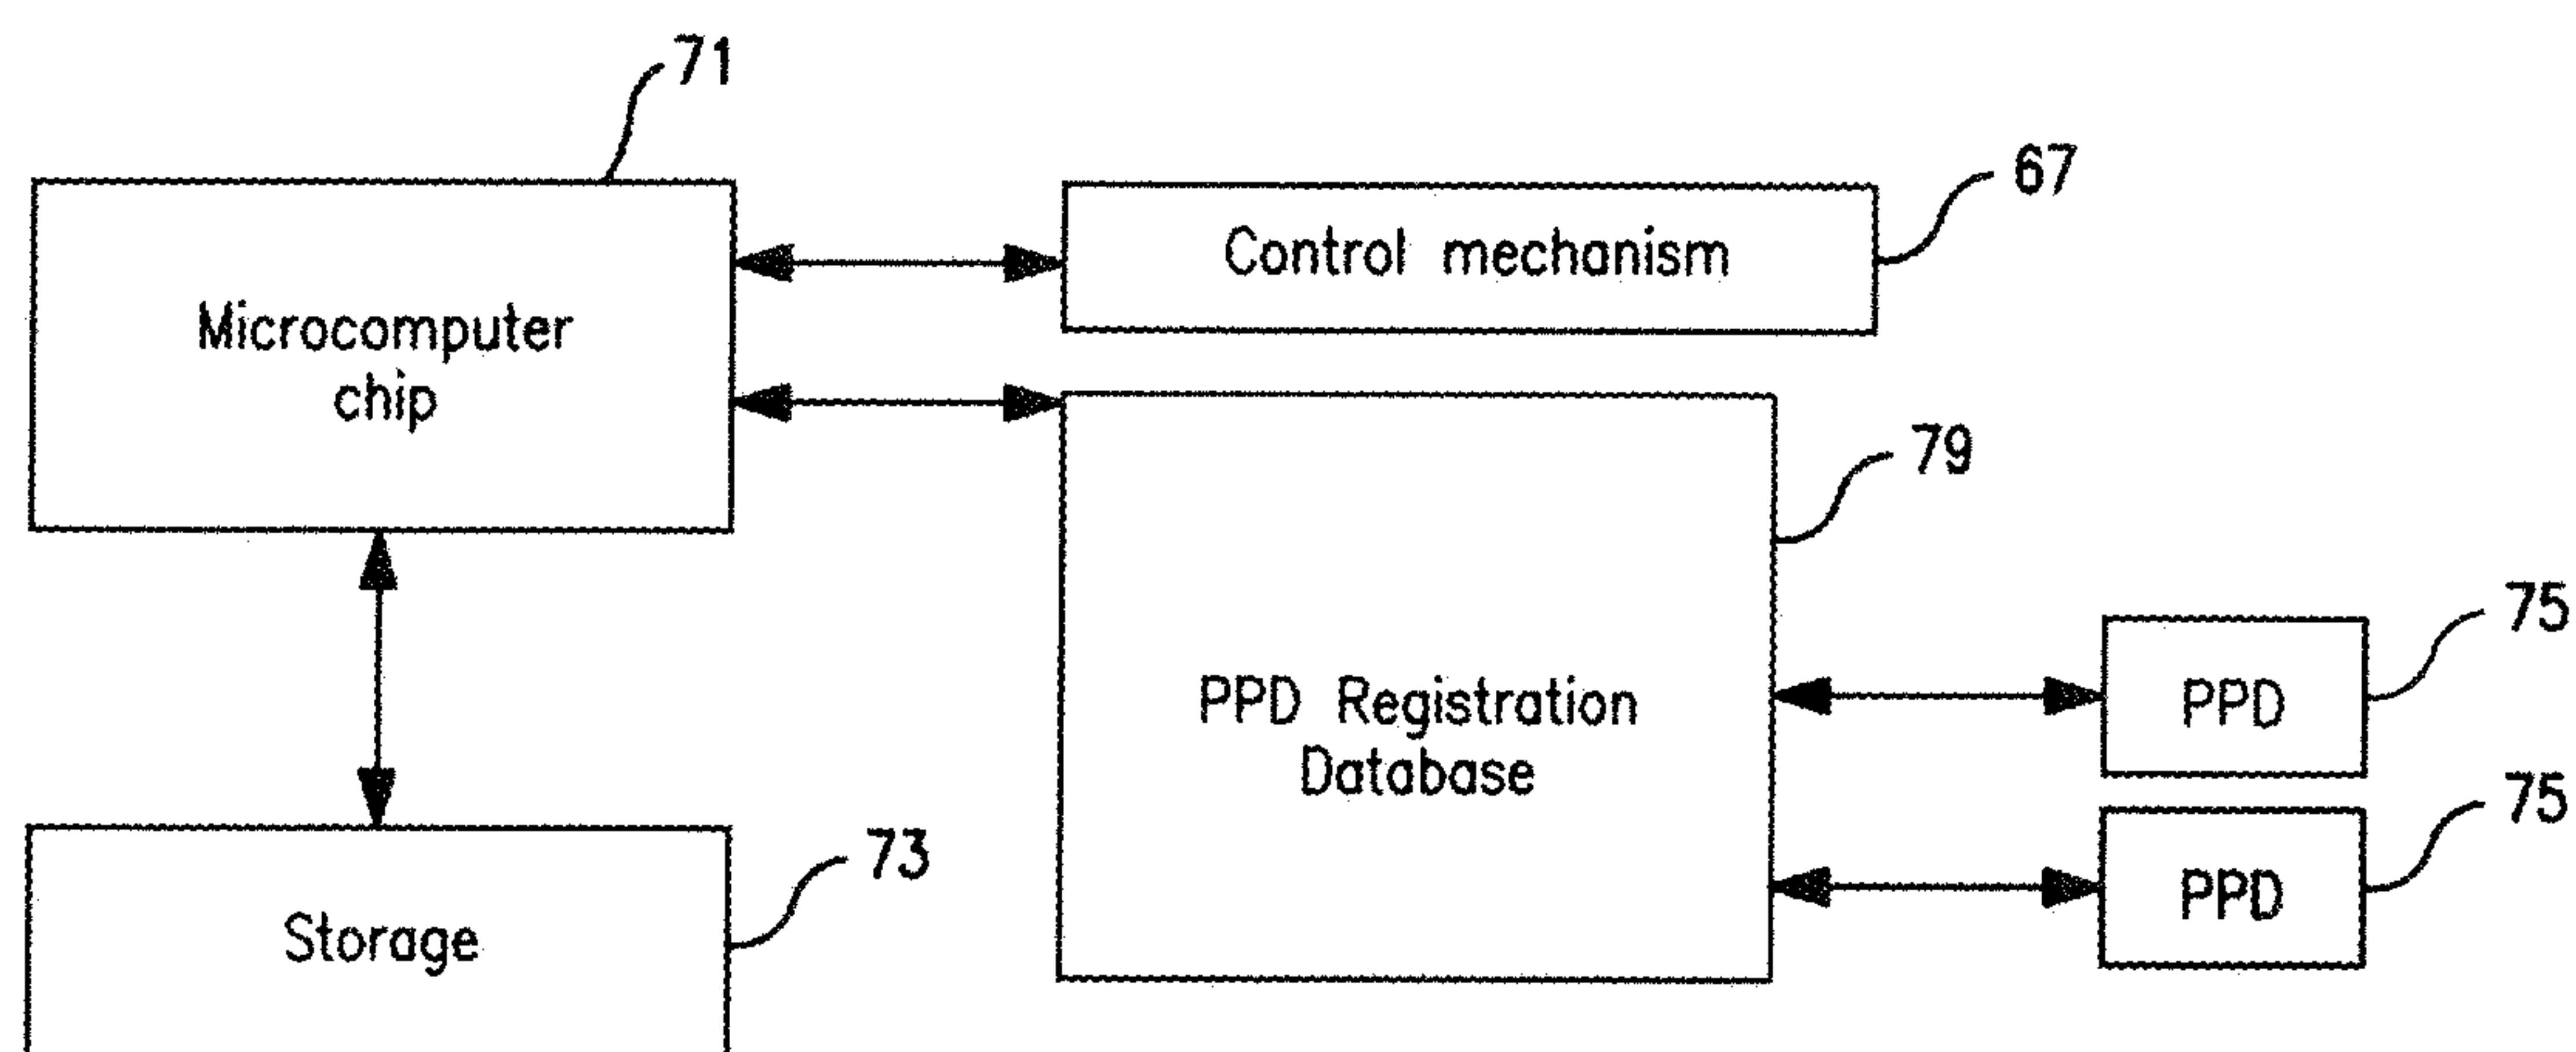 71
67
Control mechanism
Microcomputer
chip
79
75
PPD
PPD Registration
Database
75
PPD
73
Storage